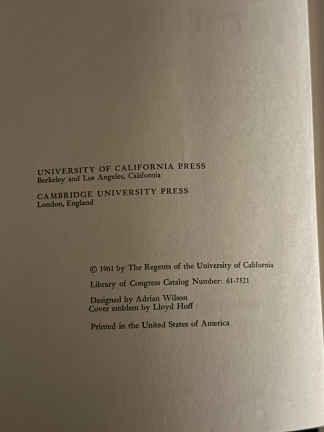 UNIVERSITY OF CALIFORNIA PRESS
Berkeley and Los Angeles, California
CAMBRIDGE UNIVERSITY PRESS
London, England
© 1961 by The Regents of the University of California
Library of Congress Catalog Number: 61-7521
Designed by Adrian Wilson
Cover emblem by Lloyd Hoff
Printed in the United States of America